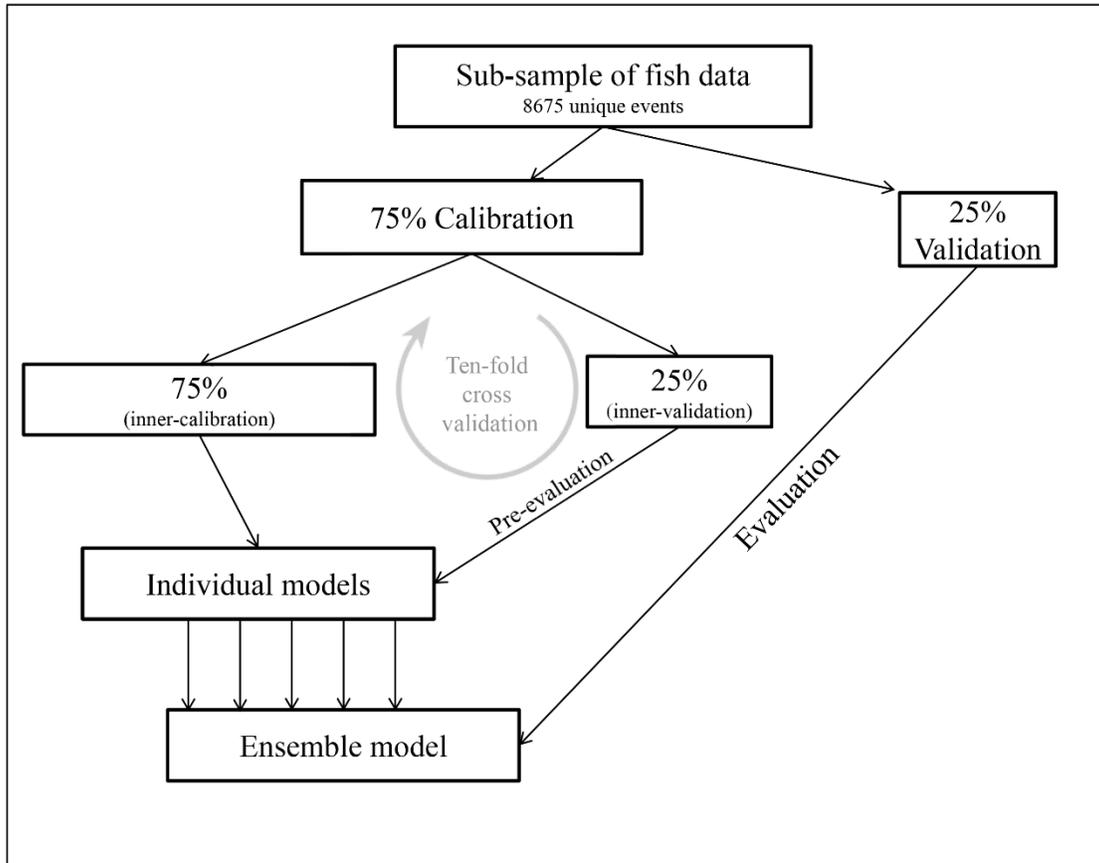 Sub-sample of fish data
8675 unique events
75% Calibration
25%
Validation
Ten-fold
cross
validation
75%
(inner-calibration)
25%
(inner-validation)
Pre-evaluation
Evaluation
Individual models
Ensemble model